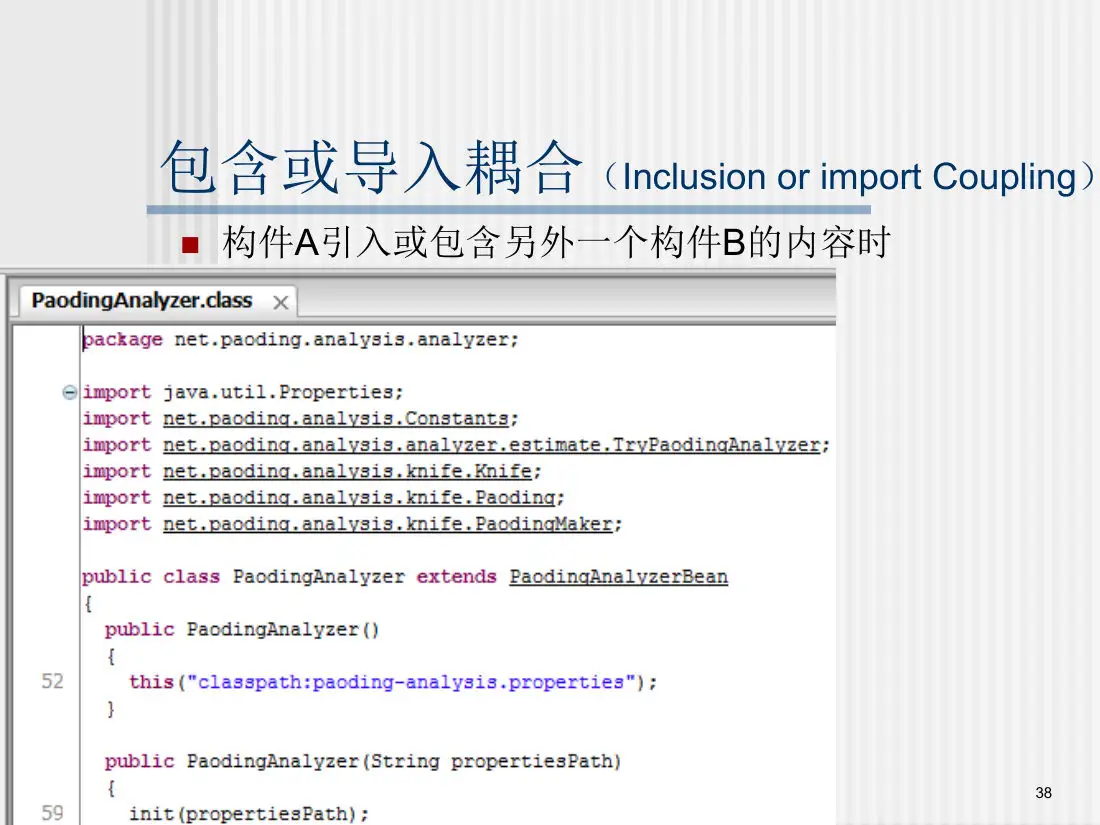 包含或导入耦合（Inclusion or import Coupling）
构件A引入或包含另外一个构件B的内容时
PaodingAnalyzer.class
package net.paoding.analysis.analyzer;
import java.util.Properties;
import net.paoding.analysis.Constants;
import net.paoding.analysis.analyzer.estimate.TryPaodingAnalyzer;
import net.paoding.analysis.knife.Knife;
import net.paoding.analysis.knife.Paoding;
import net.paoding.analysis.knife.PaodingMaker;
public class PaodingAnalyzer extends PaodingAnalyzerBean
{
public PaodingAnalyzer()
{
52 this("classpath:paoding-analysis.properties");
}
public PaodingAnalyzer(String propertiesPath)
{
59 init(propertiesPath);
38